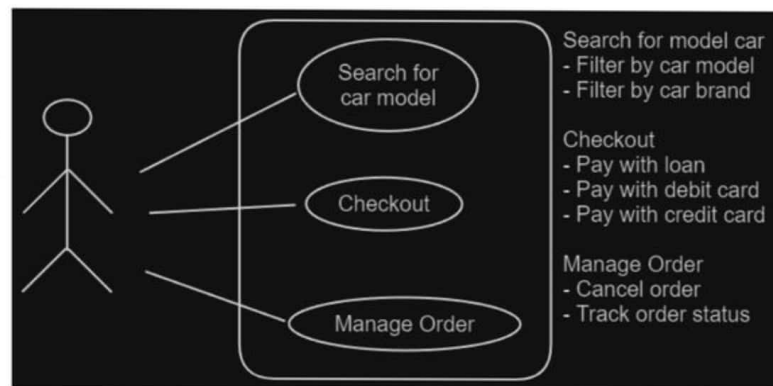 Search for
car model
Checkout
Manage Order
Search for model car
- Filter by car model
- Filter by car brand
Checkout
- Pay with loan
- Pay with debit card
- Pay with credit card
Manage Order
- Cancel order
- Track order status